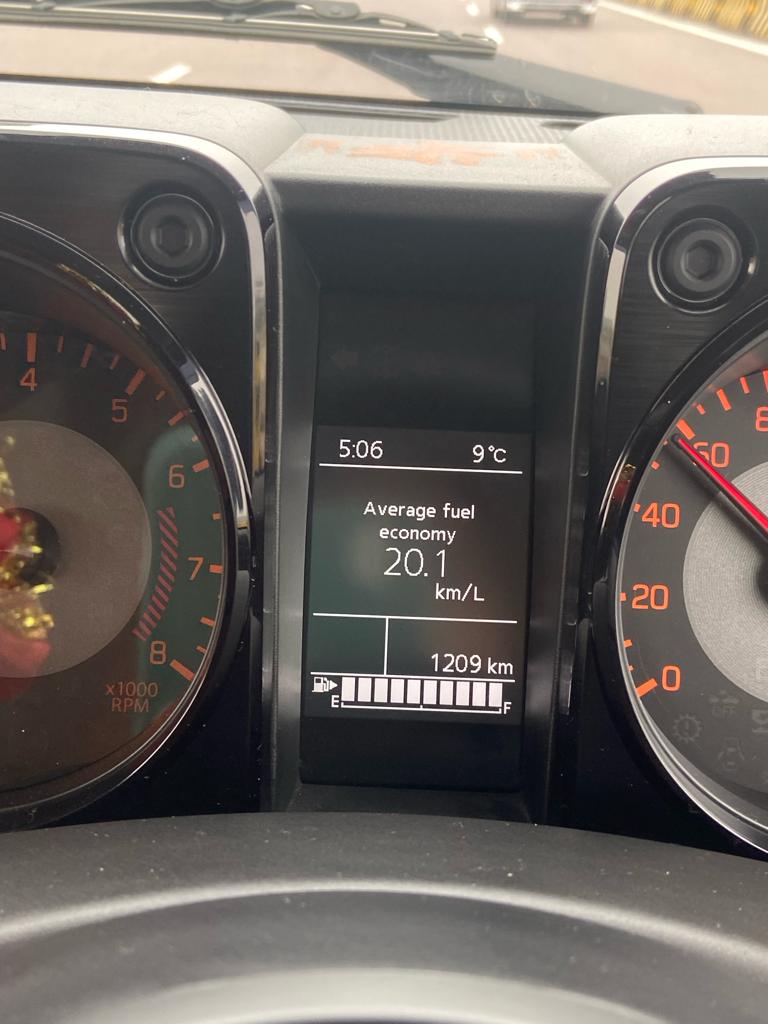 4
5
6
7
8
x1000
RPM
5:06 9°C
Average fuel
economy
20.1
km/L
1209 km
E F
60
40
20
0
OFF